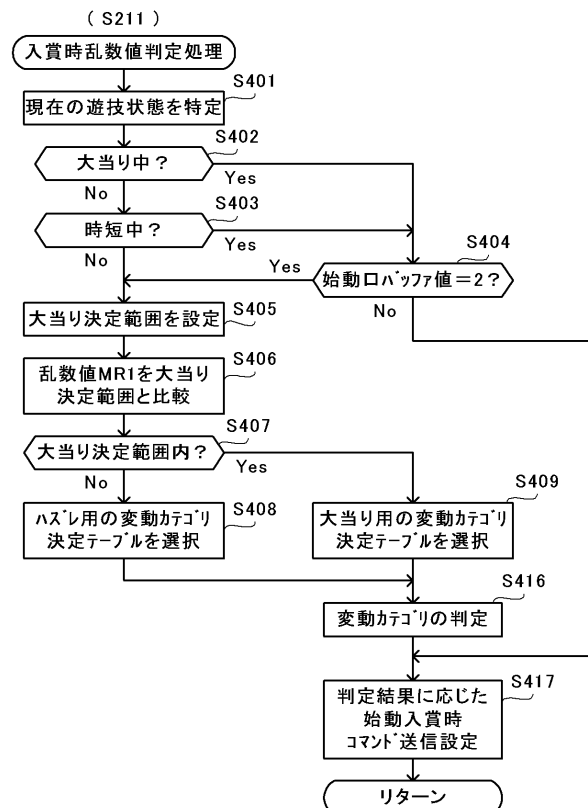 ( S211 )
入賞時乱数値判定処理
S401
現在の遊技状態を特定
S402
大当り中？
Yes
No
S403
時短中？
Yes
No
S404
始動口バッファ値＝2？
Yes
No
S405
大当り決定範囲を設定
S406
乱数値MR1を大当り
決定範囲と比較
S407
大当り決定範囲内？
No
Yes
S408
ハズレ用の変動カテゴリ
決定テーブルを選択
S409
大当り用の変動カテゴリ
決定テーブルを選択
S416
変動カテゴリの判定
S417
判定結果に応じた
始動入賞時
コマンド送信設定
リターン